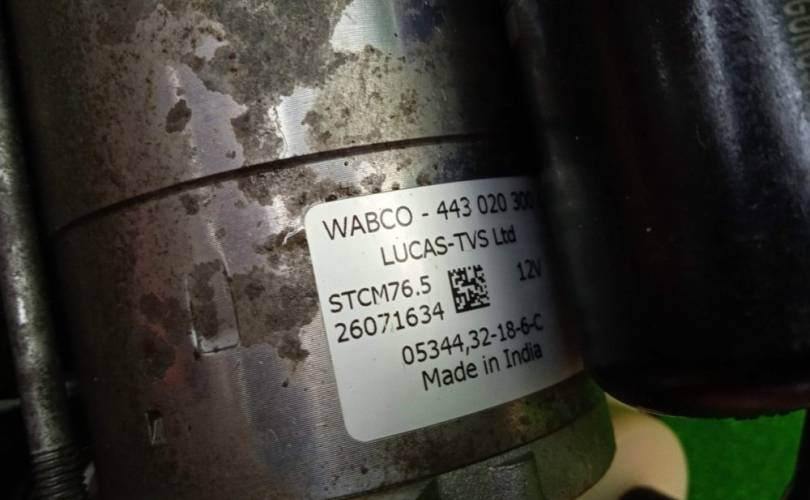 WABCO - 443 020 300
LUCAS-TVS Ltd
STCM76.5
12V
26071634
05344,32-18-6-C
Made in India